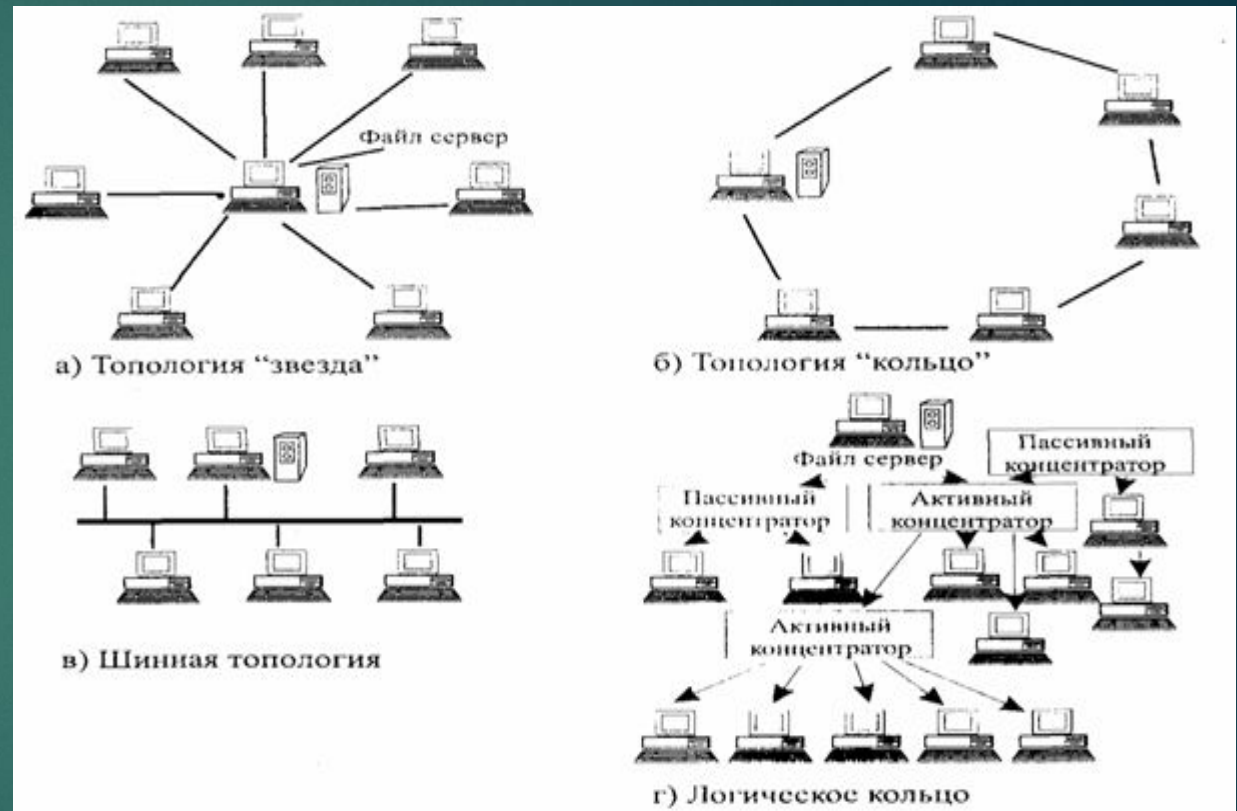 Файл сервер
а) Топология “звезда”
б) Топология “кольцо”
в) Шинная топология
Файл сервер
Пассивный
концентратор
Пассивный
концентратор
Активный
концентратор
Активный
концентратор
г) Логическое кольцо